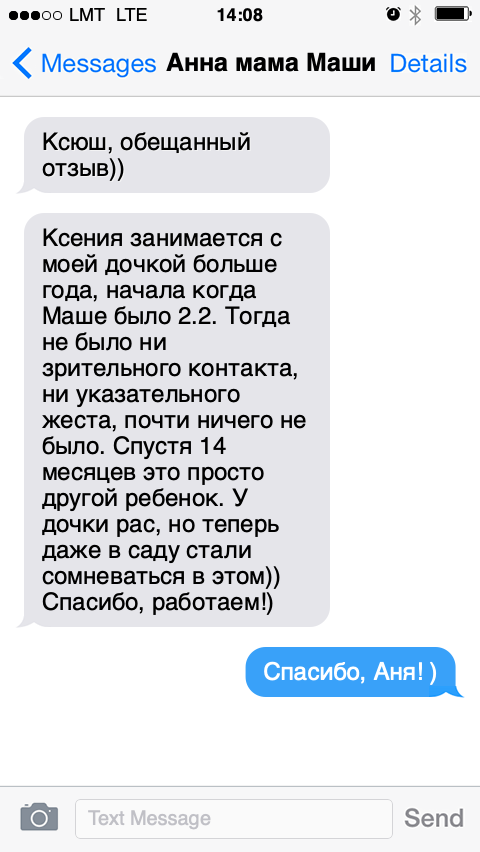 LMT LTE 14:08
Messages Анна мама Маши Details
Ксюш, обещанный
отзыв))
Ксения занимается с
моей дочкой больше
года, начала когда
Маше было 2.2. Тогда
не было ни
зрительного контакта,
ни указательного
жеста, почти ничего не
было. Спустя 14
месяцев это просто
другой ребенок. У
дочки рас, но теперь
даже в саду стали
сомневаться в этом))
Спасибо, работаем!)
Спасибо, Аня! )
Text Message Send